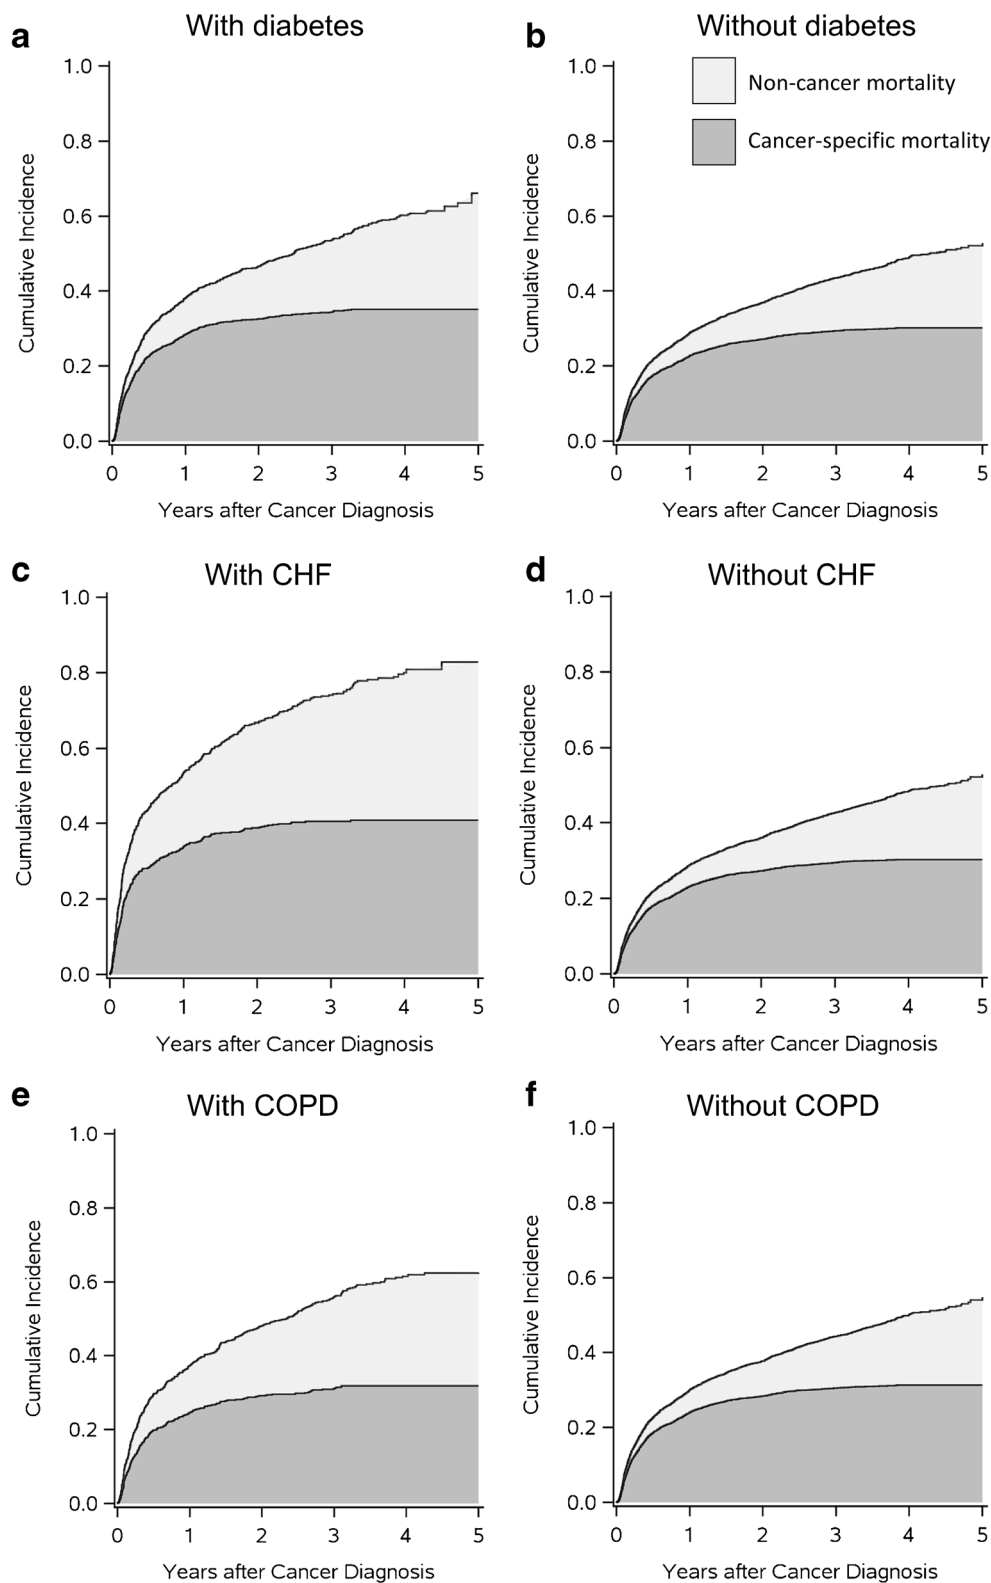 a With diabetes
1.0
0.8
0.6
0.4
0.2
0.0
Cumulative Incidence
0 1 2 3 4 5
Years after Cancer Diagnosis
b Without diabetes
Non-cancer mortality
Cancer-specific mortality
1.0
0.8
0.6
0.4
0.2
0.0
Cumulative Incidence
0 1 2 3 4 5
Years after Cancer Diagnosis
c With CHF
1.0
0.8
0.6
0.4
0.2
0.0
Cumulative Incidence
0 1 2 3 4 5
Years after Cancer Diagnosis
d Without CHF
1.0
0.8
0.6
0.4
0.2
0.0
Cumulative Incidence
0 1 2 3 4 5
Years after Cancer Diagnosis
e With COPD
1.0
0.8
0.6
0.4
0.2
0.0
Cumulative Incidence
0 1 2 3 4 5
Years after Cancer Diagnosis
f Without COPD
1.0
0.8
0.6
0.4
0.2
0.0
Cumulative Incidence
0 1 2 3 4 5
Years after Cancer Diagnosis